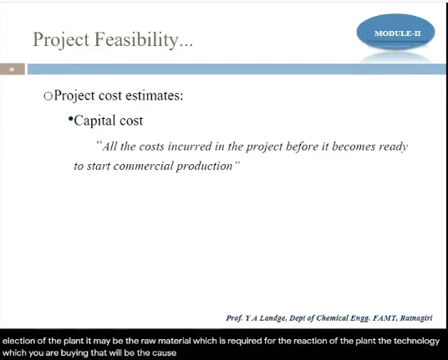 Project Feasibility...
MODULE-II
○Project cost estimates:
•Capital cost
“All the costs incurred in the project before it becomes ready
to start commercial production”
Prof. Y A Landge, Dept of Chemical Engg. FAMT, Ratnagiri
election of the plant it may be the raw material which is required for the reaction of the plant the technology
which you are buying that will be the cause